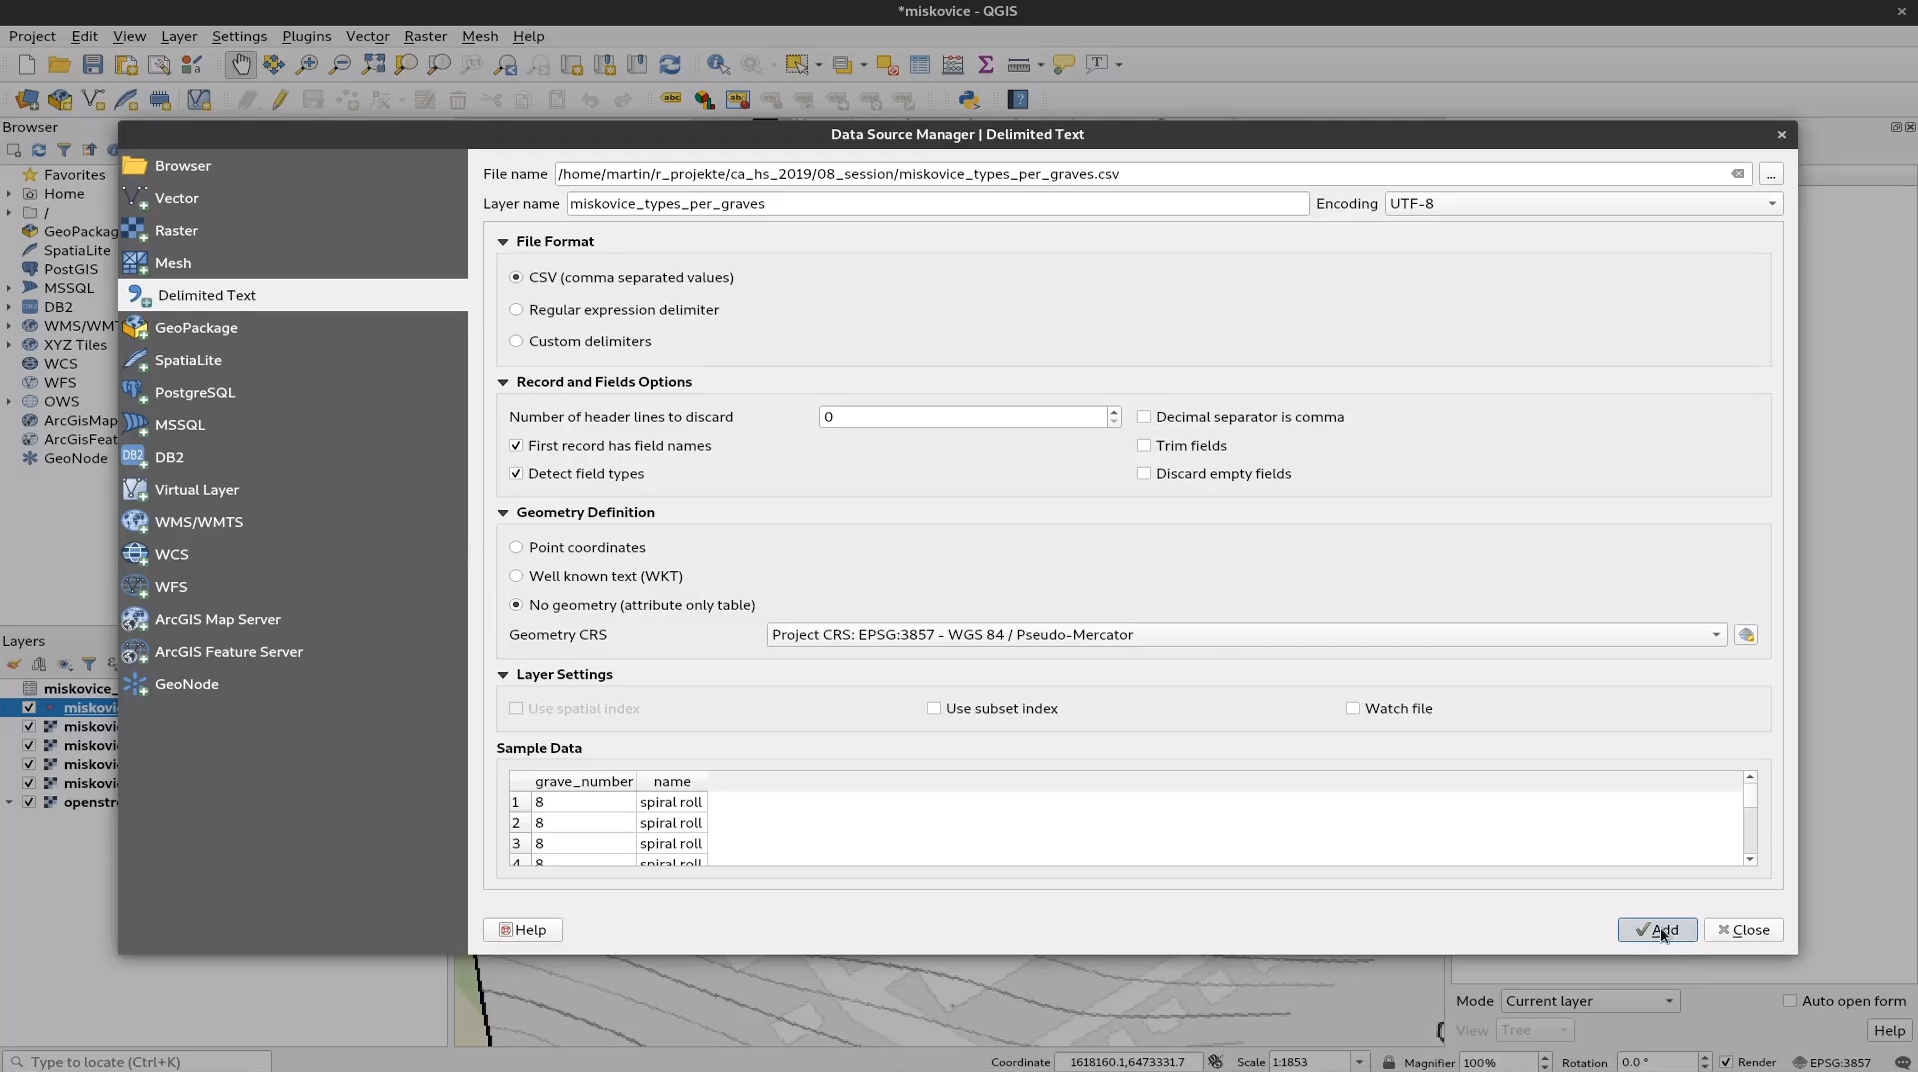 *miskovice - QGIS
Project Edit View Layer Settings Plugins Vector Raster Mesh Help
Browser
Favorites
Home
/
GeoPackag
SpatiaLite
PostGIS
MSSQL
DB2
WMS/WMT
XYZ Tiles
WCS
WFS
OWS
ArcGisMap
ArcGisFeat
GeoNode
Layers
miskovice_
miskovi
miskovi
miskovi
miskovi
miskovi
openstr
Data Source Manager | Delimited Text
Browser
Vector
Raster
Mesh
Delimited Text
GeoPackage
SpatiaLite
PostgreSQL
MSSQL
DB2
Virtual Layer
WMS/WMTS
WCS
WFS
ArcGIS Map Server
ArcGIS Feature Server
GeoNode
File name /home/martin/r_projekte/ca_hs_2019/08_session/miskovice_types_per_graves.csv ...
Layer name miskovice_types_per_graves Encoding UTF-8
File Format
CSV (comma separated values)
Regular expression delimiter
Custom delimiters
Record and Fields Options
Number of header lines to discard 0 Decimal separator is comma
First record has field names Trim fields
Detect field types Discard empty fields
Geometry Definition
Point coordinates
Well known text (WKT)
No geometry (attribute only table)
Geometry CRS Project CRS: EPSG:3857 - WGS 84 / Pseudo-Mercator
Layer Settings
Use spatial index Use subset index Watch file
Sample Data
grave_number name
1 8 spiral roll
2 8 spiral roll
3 8 spiral roll
4 8 spiral roll
Help Add Close
Mode Current layer Auto open form
View Tree Help
Type to locate (Ctrl+K) Coordinate 1618160.1,6473331.7 Scale 1:1853 Magnifier 100% Rotation 0.0 ° Render EPSG:3857